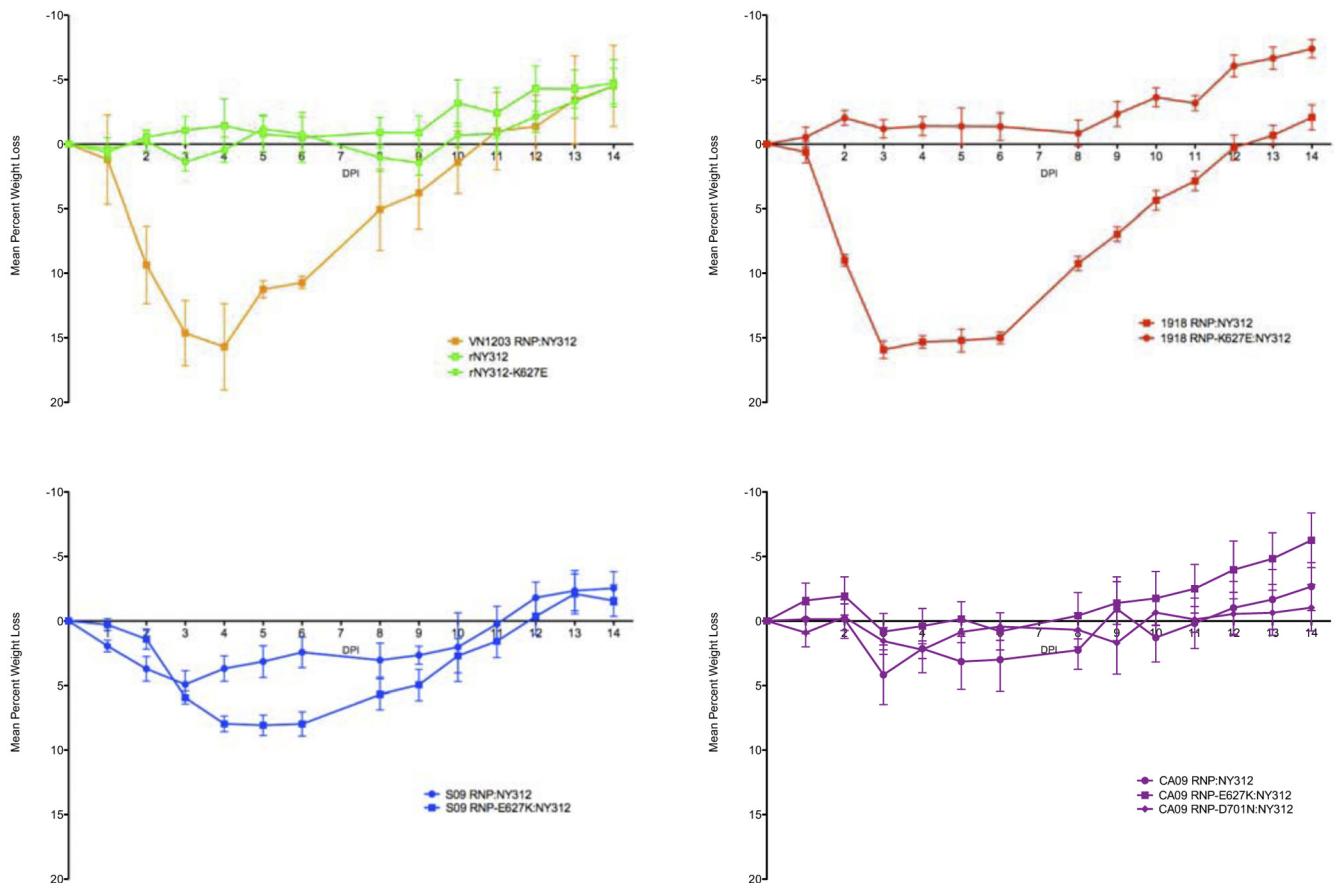 -10
-5
0
5
10
15
20
Mean Percent Weight Loss
2 3 4 5 6 7 8 9 10 11 12 13 14
DPI
VN1203 RNP:NY312
rNY312
rNY312-K627E
-10
-5
0
5
10
15
20
Mean Percent Weight Loss
2 3 4 5 6 7 8 9 10 11 12 13 14
DPI
1918 RNP:NY312
1918 RNP-K627E:NY312
-10
-5
0
5
10
15
20
Mean Percent Weight Loss
2 3 4 5 6 7 8 9 10 11 12 13 14
DPI
S09 RNP:NY312
S09 RNP-E627K:NY312
-10
-5
0
5
10
15
20
Mean Percent Weight Loss
2 3 4 5 6 7 8 9 10 11 12 13 14
DPI
CA09 RNP:NY312
CA09 RNP-E627K:NY312
CA09 RNP-D701N:NY312